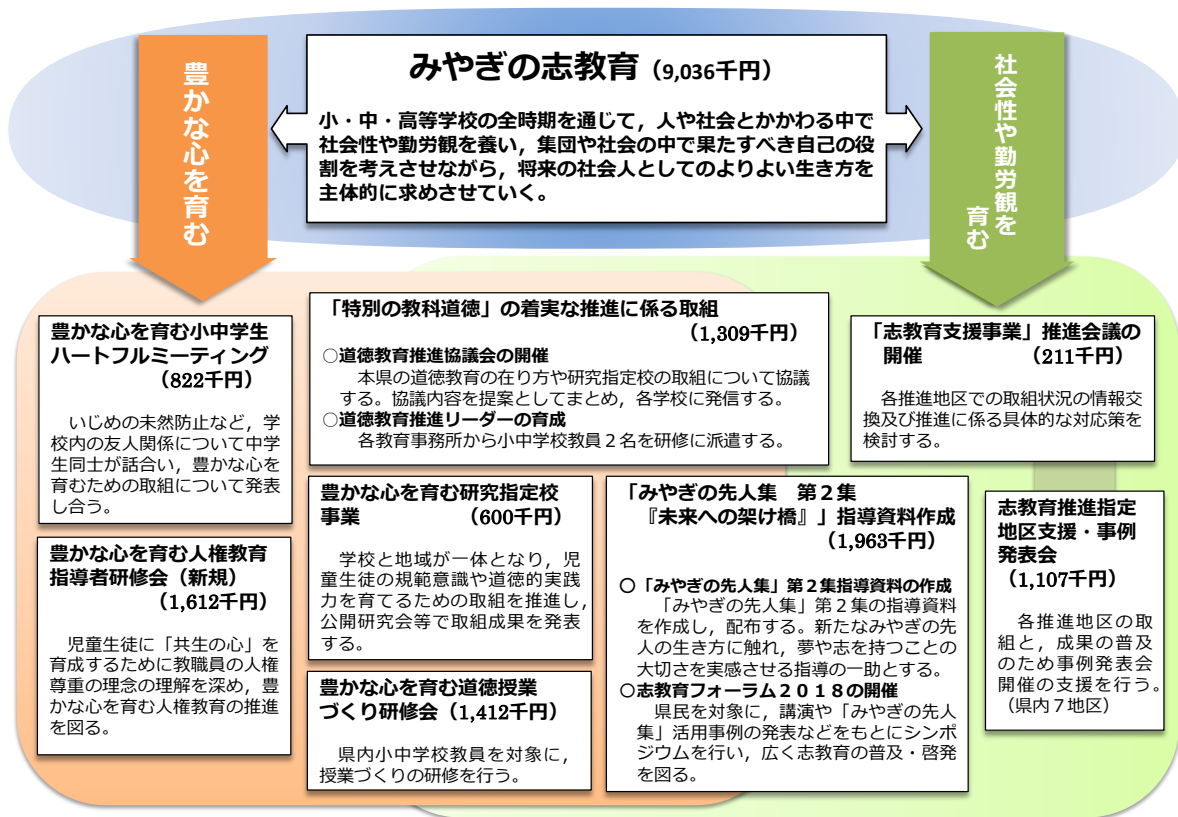 みやぎの志教育（9,036千円）
小・中・高等学校の全時期を通じて，人や社会とかかわる中で
社会性や勤労観を養い，集団や社会の中で果たすべき自己の役
割を考えさせながら，将来の社会人としてのよりよい生き方を
主体的に求めさせていく。
豊かな心を育む
社会性や勤労観を
育む
豊かな心を育む小中学生
ハートフルミーティング
（822千円）
いじめの未然防止など，学
校内の友人関係について中学
生同士が話合い，豊かな心を
育むための取組について発表
し合う。
豊かな心を育む人権教育
指導者研修会（新規）
（1,612千円）
児童生徒に「共生の心」を
育成するために教職員の人権
尊重の理念の理解を深め，豊
かな心を育む人権教育の推進
を図る。
「特別の教科道徳」の着実な推進に係る取組
（1,309千円）
○道徳教育推進協議会の開催
本県の道徳教育の在り方や研究指定校の取組について協議
する。協議内容を提案としてまとめ，各学校に発信する。
○道徳教育推進リーダーの育成
各教育事務所から小中学校教員２名を研修に派遣する。
豊かな心を育む研究指定校
事業　（600千円）
学校と地域が一体となり，児
童生徒の規範意識や道徳的実践
力を育てるための取組を推進し，
公開研究会等で取組成果を発表
する。
豊かな心を育む道徳授業
づくり研修会（1,412千円）
県内小中学校教員を対象に，
授業づくりの研修を行う。
「みやぎの先人集　第２集
『未来への架け橋』」指導資料作成
（1,963千円）
○「みやぎの先人集」第２集指導資料の作成
「みやぎの先人集」第２集の指導資料
を作成し，配布する。新たなみやぎの先
人の生き方に触れ，夢や志を持つことの
大切さを実感させる指導の一助とする。
○志教育フォーラム２０１８の開催
県民を対象に，講演や「みやぎの先人
集」活用事例の発表などをもとにシンポ
ジウムを行い，広く志教育の普及・啓発
を図る。
「志教育支援事業」推進会議の
開催　（211千円）
各推進地区での取組状況の情報交
換及び推進に係る具体的な対応策を
検討する。
志教育推進指定
地区支援・事例
発表会
（1,107千円）
各推進地区の取
組と，成果の普及
のため事例発表会
開催の支援を行う。
（県内７地区）